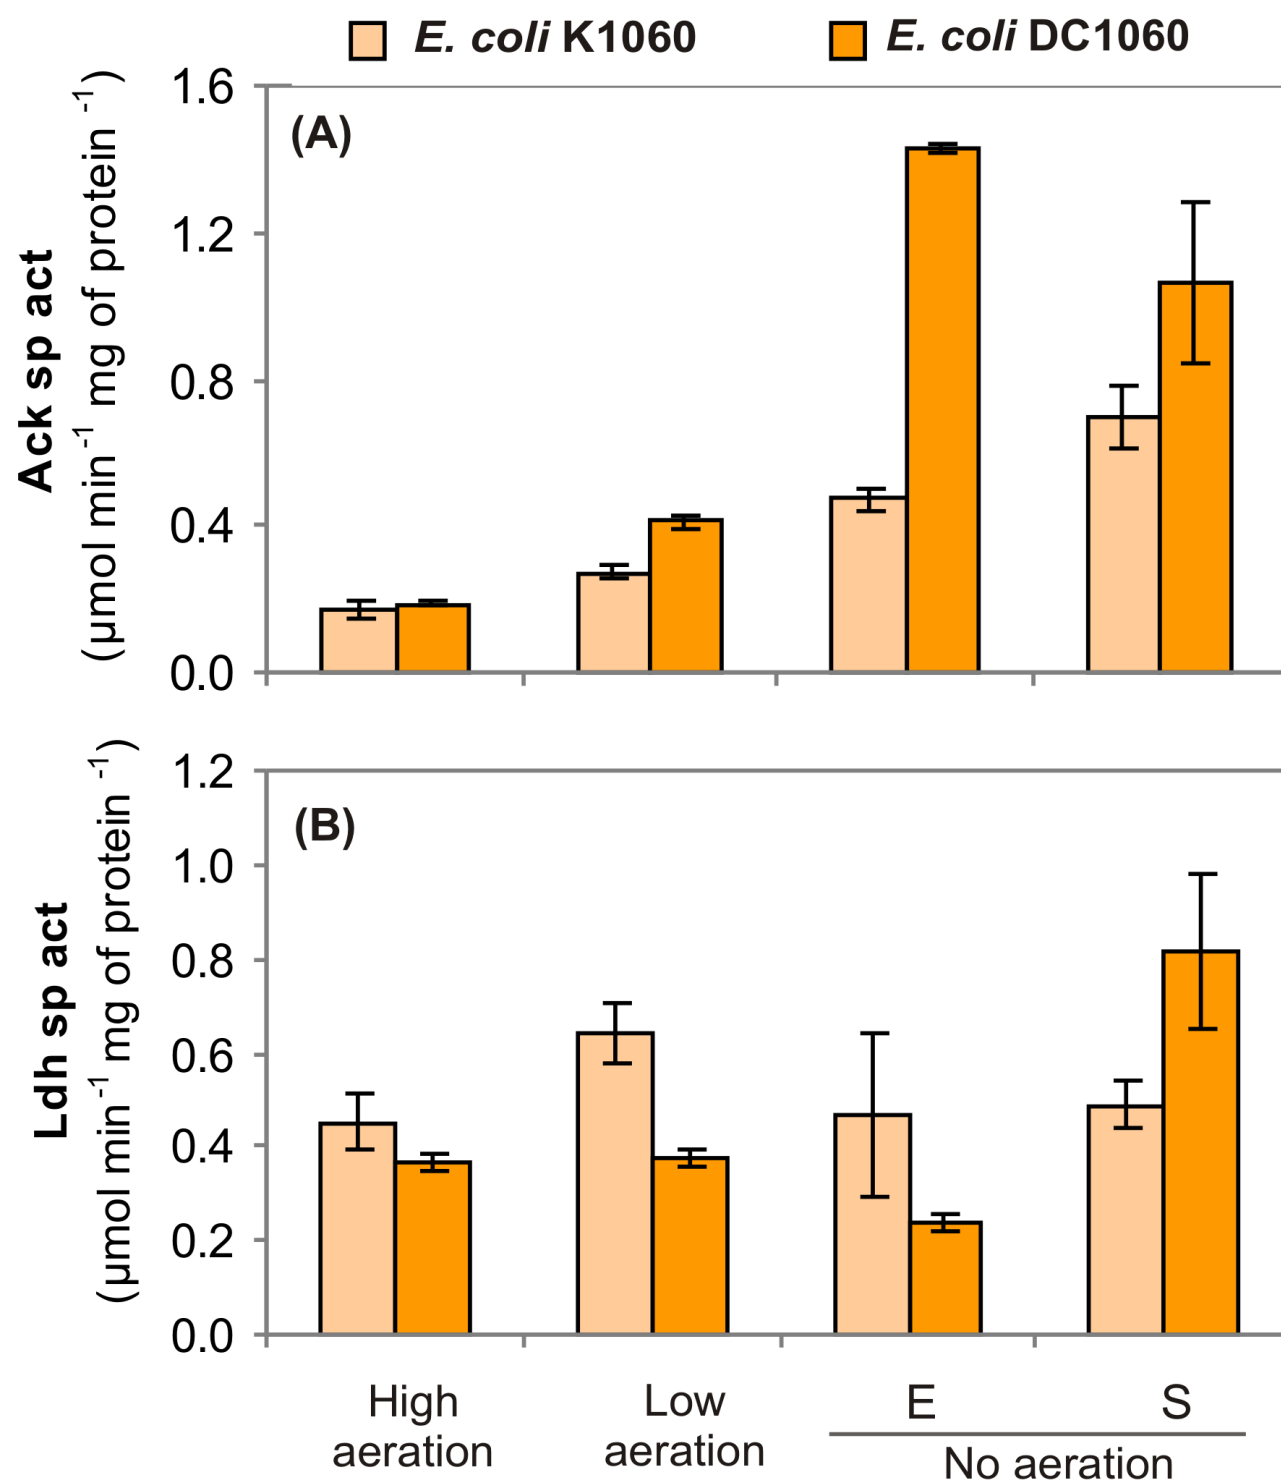 E. coli K1060 E. coli DC1060
(A)
Ack sp act
(µmol min⁻¹ mg of protein ⁻¹)
1.6
1.2
0.8
0.4
0.0
(B)
Ldh sp act
(µmol min⁻¹ mg of protein ⁻¹)
1.2
1.0
0.8
0.6
0.4
0.2
0.0
High aeration
Low aeration
E S
No aeration